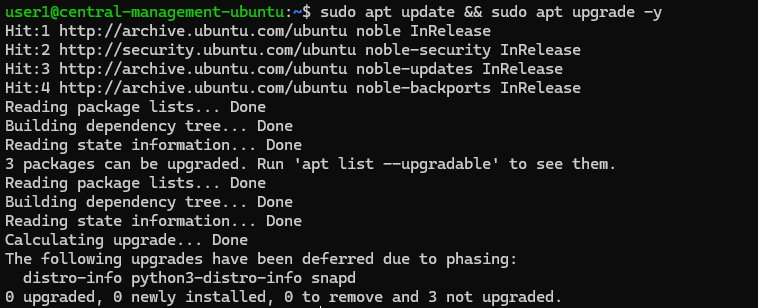 user1@central-management-ubuntu:~$ sudo apt update && sudo apt upgrade -y
Hit:1 http://archive.ubuntu.com/ubuntu noble InRelease
Hit:2 http://security.ubuntu.com/ubuntu noble-security InRelease
Hit:3 http://archive.ubuntu.com/ubuntu noble-updates InRelease
Hit:4 http://archive.ubuntu.com/ubuntu noble-backports InRelease
Reading package lists... Done
Building dependency tree... Done
Reading state information... Done
3 packages can be upgraded. Run 'apt list --upgradable' to see them.
Reading package lists... Done
Building dependency tree... Done
Reading state information... Done
Calculating upgrade... Done
The following upgrades have been deferred due to phasing:
  distro-info python3-distro-info snapd
0 upgraded, 0 newly installed, 0 to remove and 3 not upgraded.